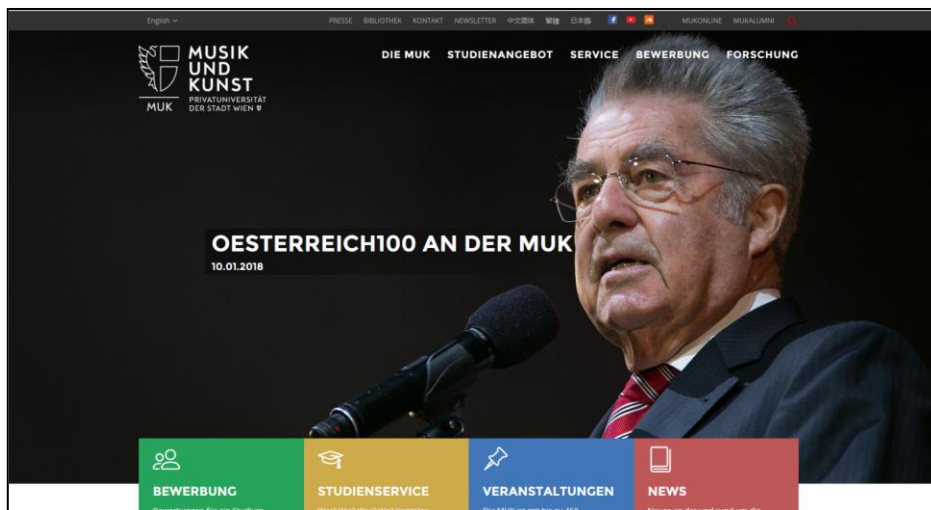 English
PRESSE BIBLIOTHEK KONTAKT NEWSLETTER 中文簡体 繁體 日本語 MUKONLINE MUKALUMNI
MUSIK
UND
KUNST
PRIVATUNIVERSITÄT
DER STADT WIEN
MUK
DIE MUK STUDIENANGEBOT SERVICE BEWERBUNG FORSCHUNG
OESTERREICH100 AN DER MUK
10.01.2018
BEWERBUNG STUDIENSERVICE VERANSTALTUNGEN NEWS